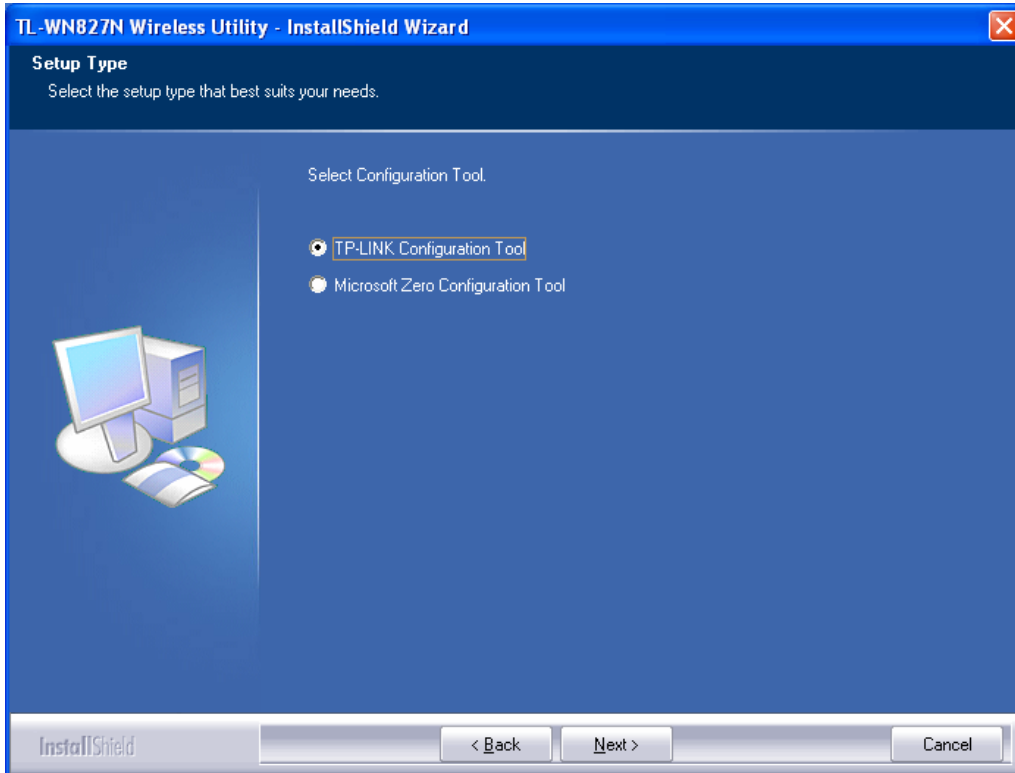 TL-WN827N Wireless Utility - InstallShield Wizard
Setup Type
Select the setup type that best suits your needs.
Select Configuration Tool.
TP-LINK Configuration Tool
Microsoft Zero Configuration Tool
InstallShield
< Back
Next >
Cancel